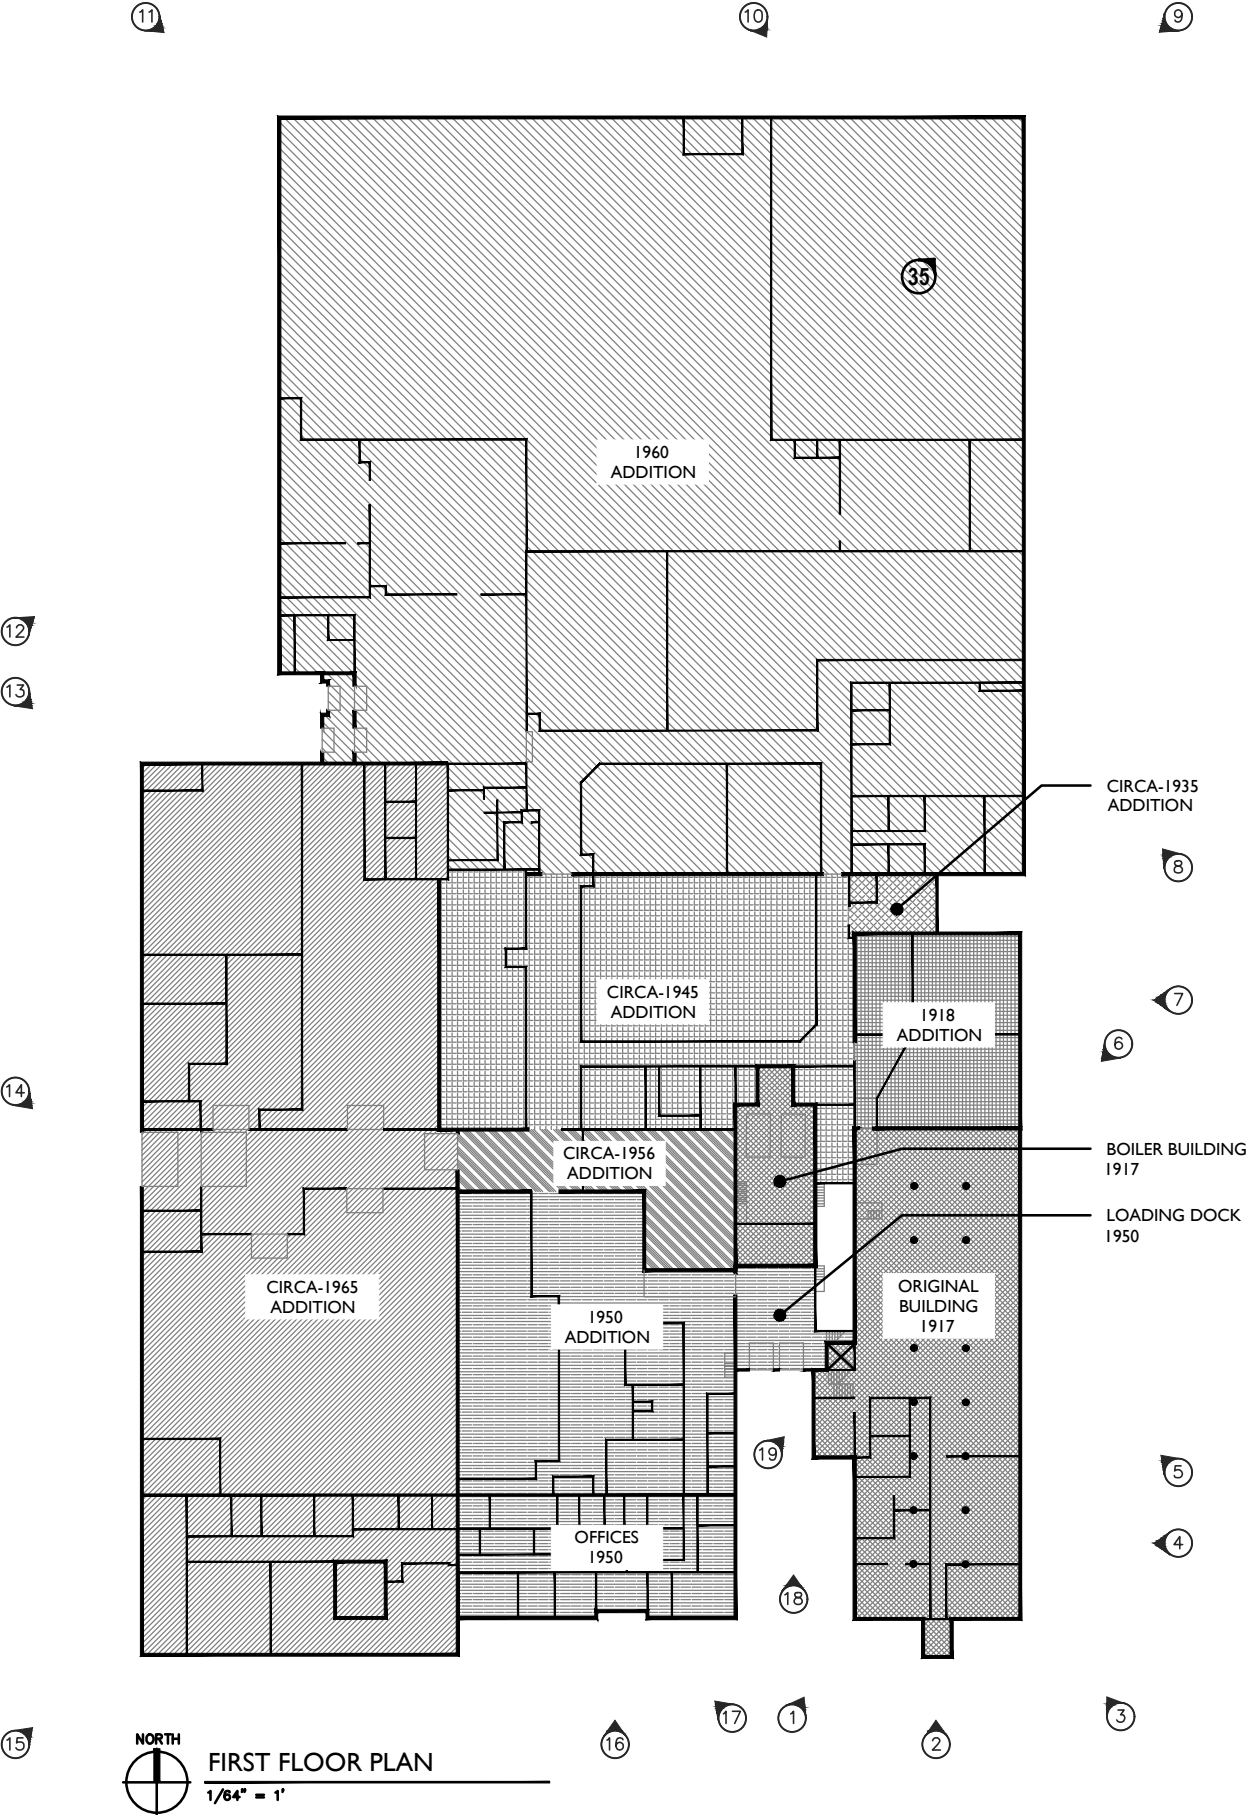 11
10
9
35
1960
ADDITION
12
13
CIRCA-1935
ADDITION
8
CIRCA-1945
ADDITION
7
1918
ADDITION
6
14
CIRCA-1956
ADDITION
BOILER BUILDING
1917
LOADING DOCK
1950
CIRCA-1965
ADDITION
ORIGINAL
BUILDING
1917
1950
ADDITION
19
5
OFFICES
1950
4
18
17
1
3
15
16
2
NORTH
FIRST FLOOR PLAN
1/64" = 1'